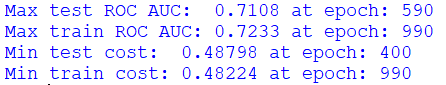 Max test ROC AUC:  0.7108 at epoch: 590
Max train ROC AUC: 0.7233 at epoch: 990
Min test cost:  0.48798 at epoch: 400
Min train cost: 0.48224 at epoch: 990